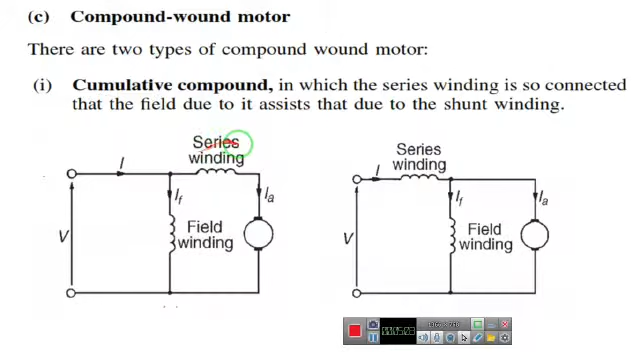 (c) Compound-wound motor
There are two types of compound wound motor:
(i) Cumulative compound, in which the series winding is so connected
that the field due to it assists that due to the shunt winding.
Series
winding
I
If
Ia
Field
winding
V
Series
winding
I
If
Ia
Field
winding
V